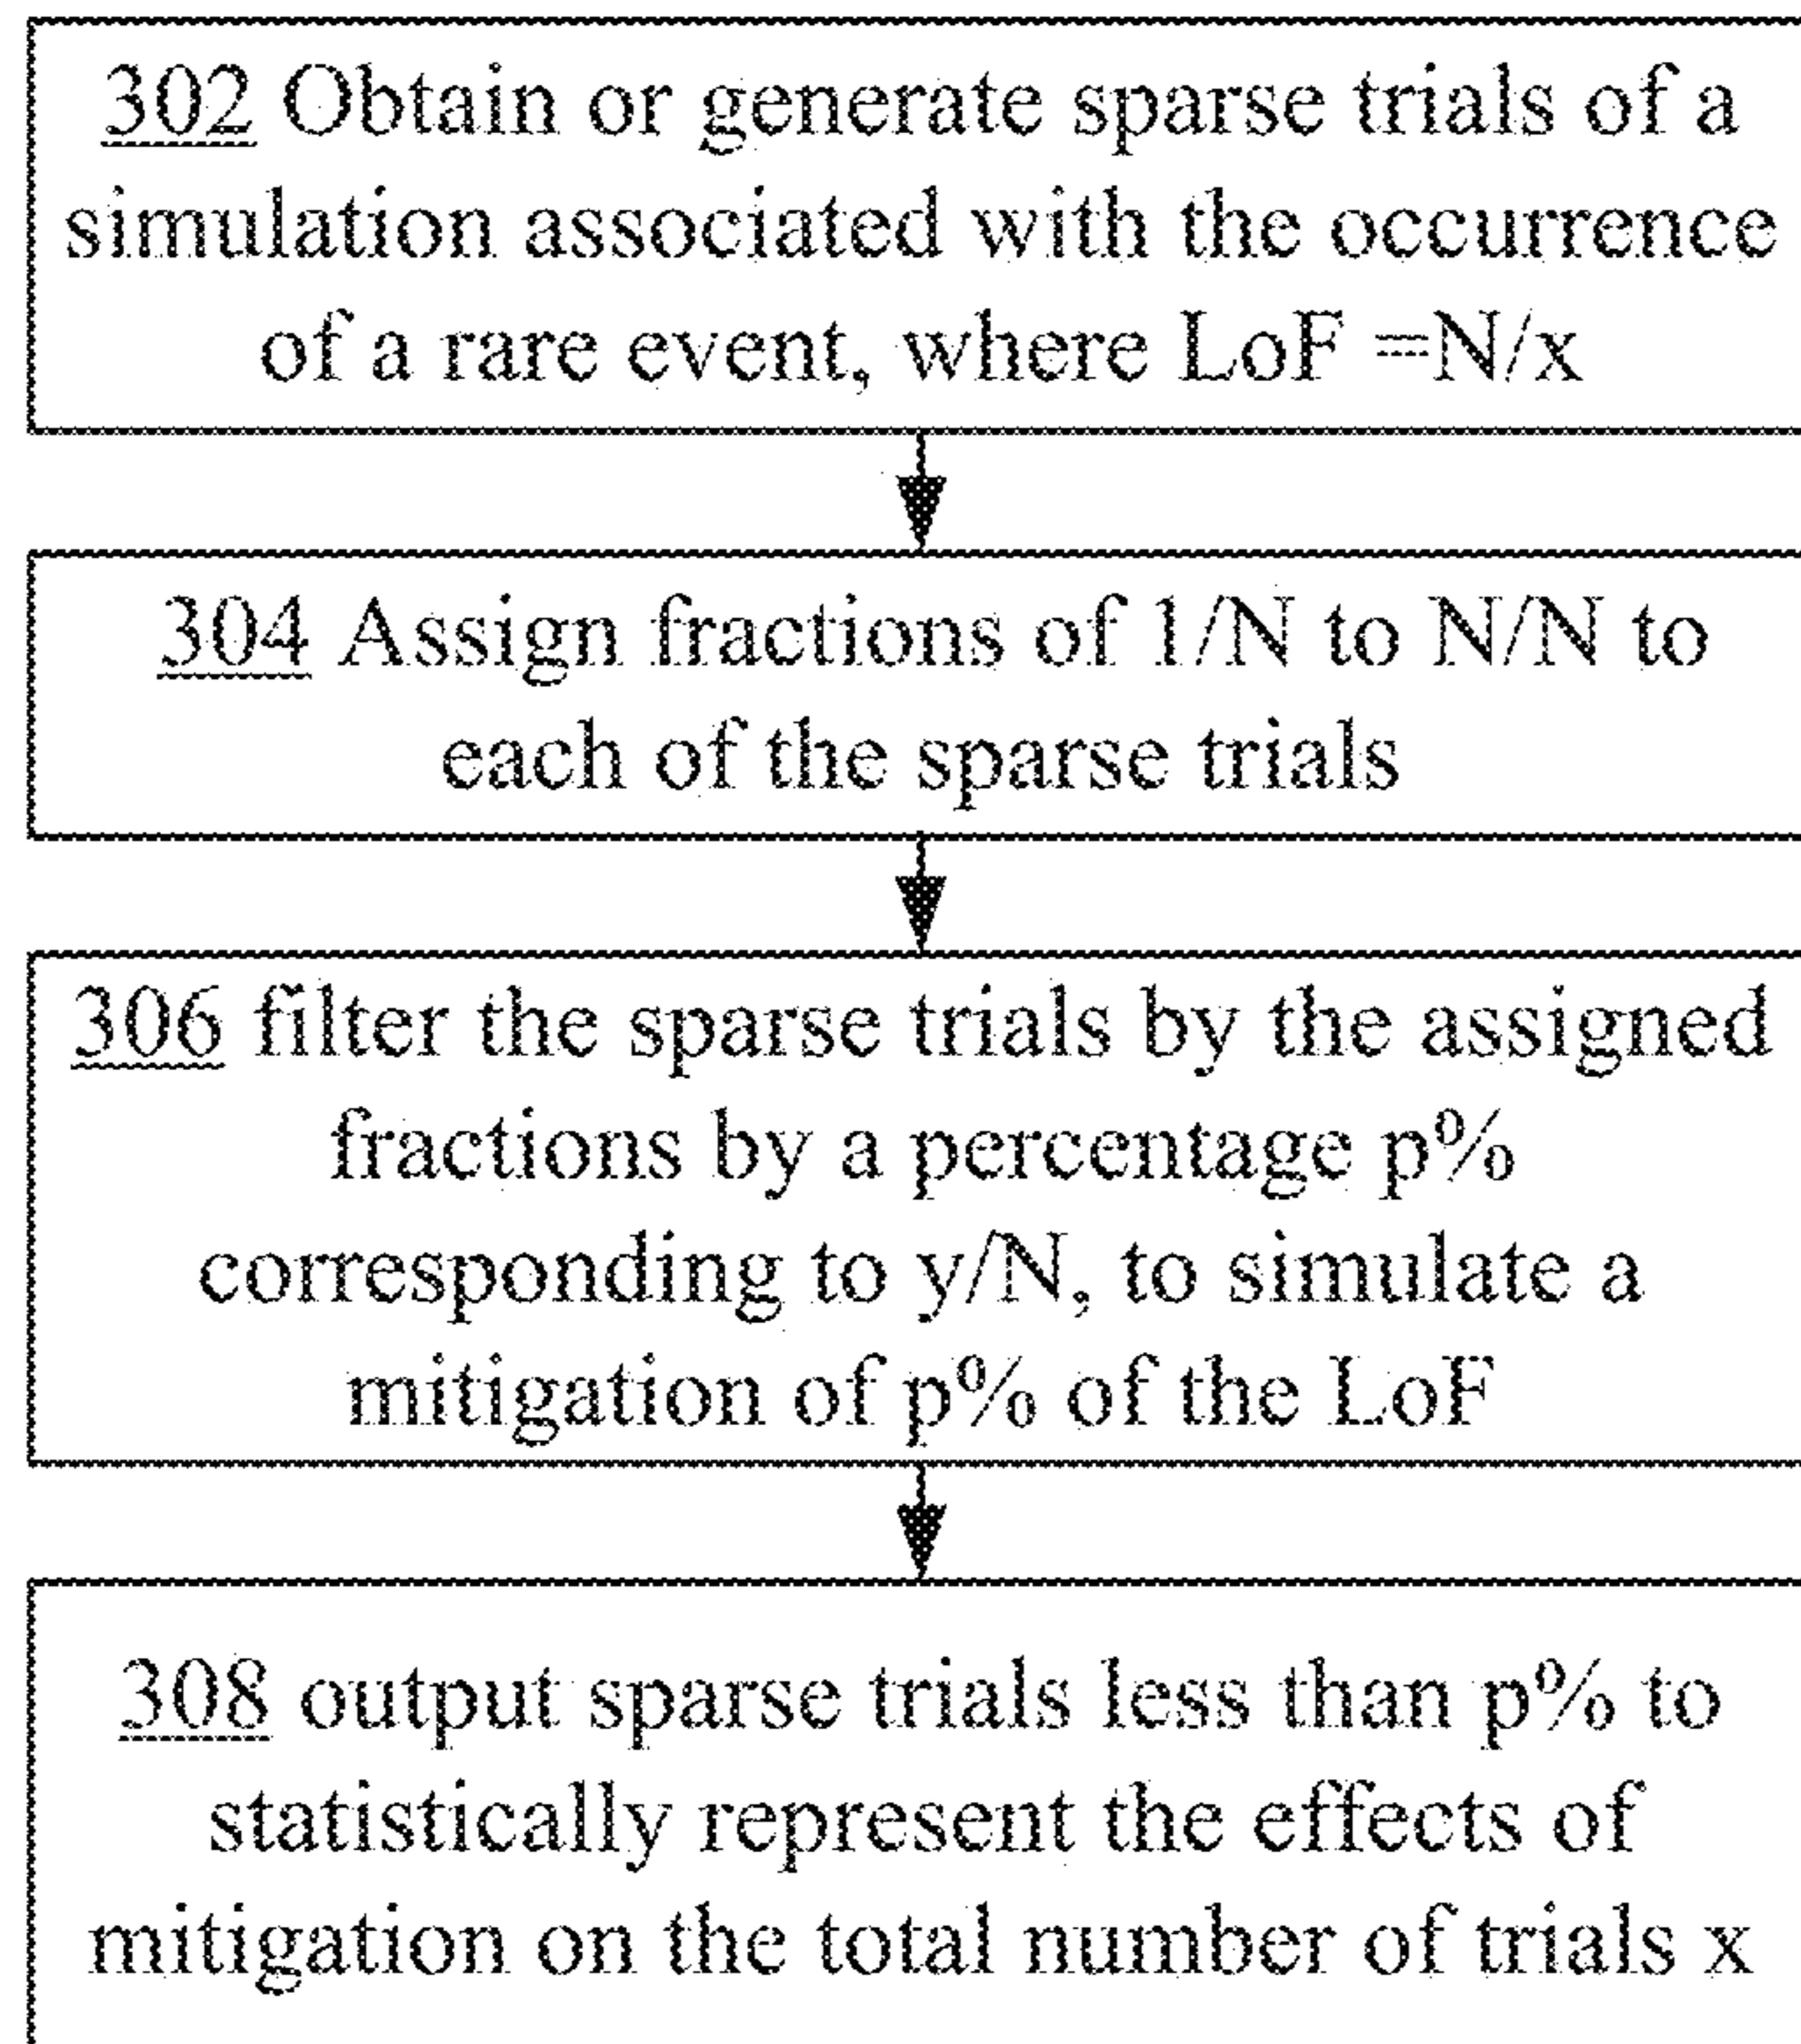 302 Obtain or generate sparse trials of a
simulation associated with the occurrence
of a rare event, where LoF =N/x
304 Assign fractions of 1/N to N/N to
each of the sparse trials
306 filter the sparse trials by the assigned
fractions by a percentage p%
corresponding to y/N, to simulate a
mitigation of p% of the LoF
308 output sparse trials less than p% to
statistically represent the effects of
mitigation on the total number of trials x